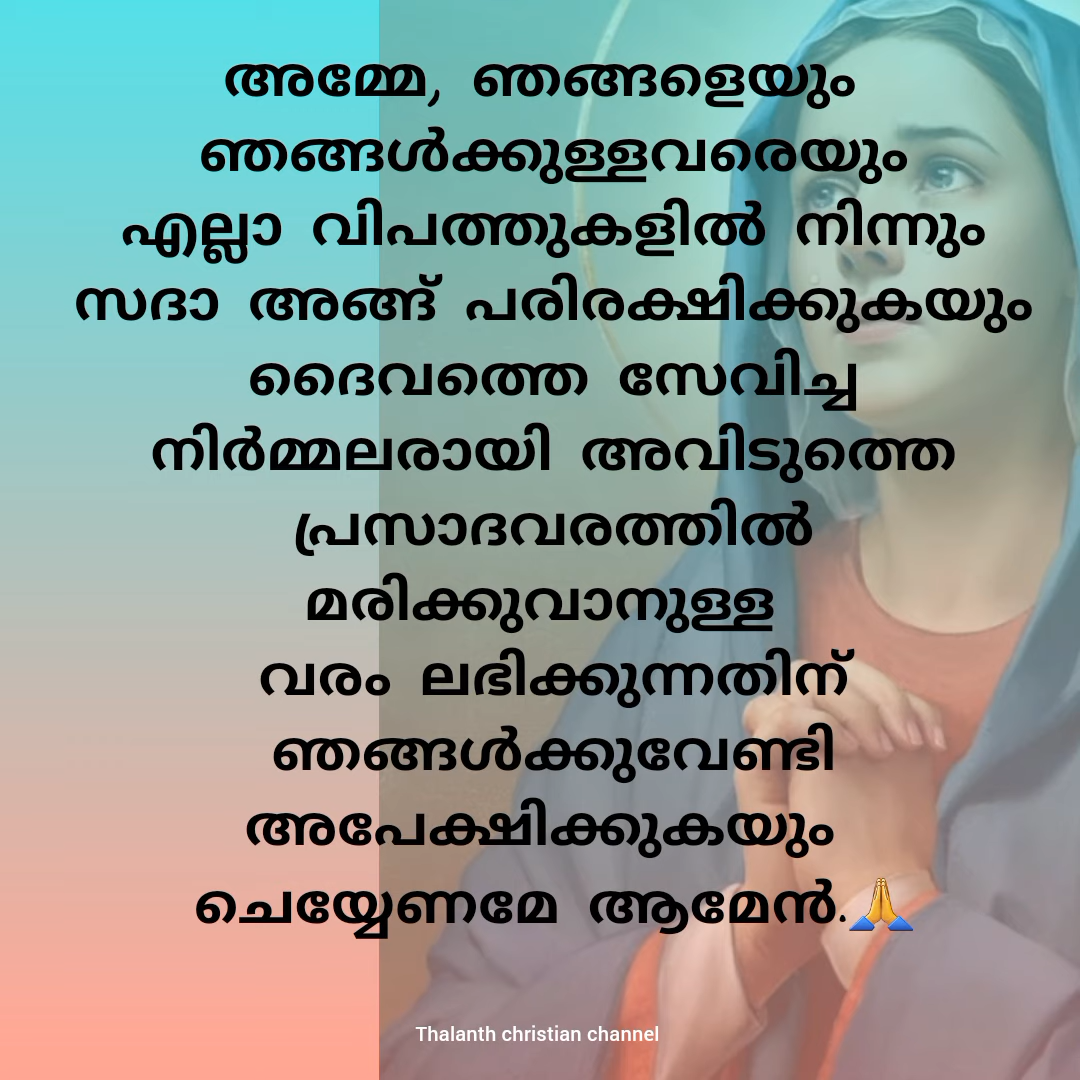 അമ്മേ, ഞങ്ങളെയും
ഞങ്ങൾക്കുള്ളവരെയും
എല്ലാ വിപത്തുകളിൽ നിന്നും
സദാ അങ്ങ് പരിരക്ഷിക്കുകയും
ദൈവത്തെ സേവിച്ച
നിർമ്മലരായി അവിടുത്തെ
പ്രസാദവരത്തിൽ
മരിക്കുവാനുള്ള
വരം ലഭിക്കുന്നതിന്
ഞങ്ങൾക്കുവേണ്ടി
അപേക്ഷിക്കുകയും
ചെയ്യേണമേ ആമേൻ.🙏
Thalanth christian channel